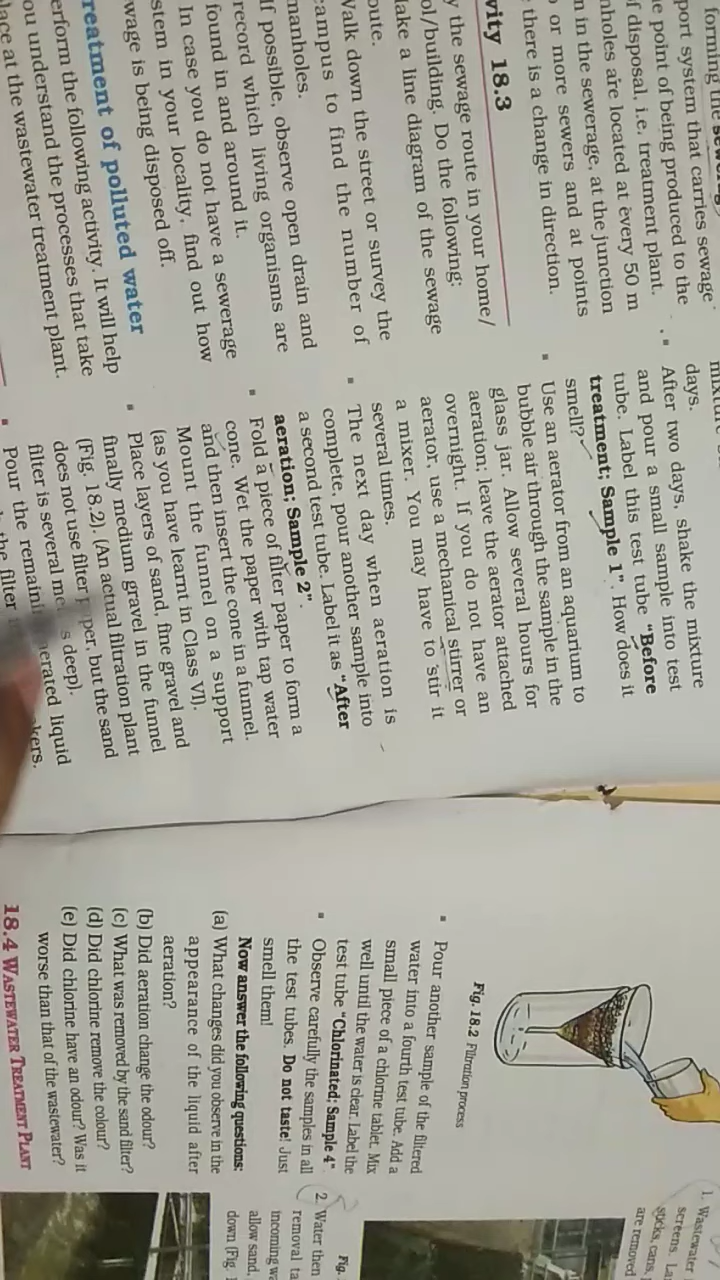 forming the
port system that carries sewage
e point of being produced to the
f disposal, i.e. treatment plant.
nholes are located at every 50 m
n in the sewerage, at the junction
or more sewers and at points
there is a change in direction.
vity 18.3
y the sewage route in your home/
ol/building. Do the following:
ake a line diagram of the sewage
oute.
Walk down the street or survey the
campus to find the number of
manholes.
If possible, observe open drain and
record which living organisms are
found in and around it.
In case you do not have a sewerage
stem in your locality, find out how
wage is being disposed off.
reatment of polluted water
erform the following activity. It will help
ou understand the processes that take
lace at the wastewater treatment plant.
days.
After two days, shake the mixture
and pour a small sample into test
tube. Label this test tube “Before
treatment; Sample 1”. How does it
smell?
Use an aerator from an aquarium to
bubble air through the sample in the
glass jar. Allow several hours for
aeration; leave the aerator attached
overnight. If you do not have an
aerator, use a mechanical stirrer or
a mixer. You may have to stir it
several times.
The next day when aeration is
complete, pour another sample into
a second test tube. Label it as “After
aeration; Sample 2”.
Fold a piece of filter paper to form a
cone. Wet the paper with tap water
and then insert the cone in a funnel.
Mount the funnel on a support
(as you have learnt in Class VI).
Place layers of sand, fine gravel and
finally medium gravel in the funnel
(Fig. 18.2). (An actual filtration plant
does not use filter paper, but the sand
filter is several me s deep).
Pour the remaini erated liquid
the filter kers.
Fig. 18.2 Filtration process
Pour another sample of the filtered
water into a fourth test tube. Add a
small piece of a chlorine tablet. Mix
well until the water is clear. Label the
test tube “Chlorinated; Sample 4”
Observe carefully the samples in all
the test tubes. Do not taste! Just
smell them!
Now answer the following questions:
(a) What changes did you observe in the
appearance of the liquid after
aeration?
(b) Did aeration change the odour?
(c) What was removed by the sand filter?
(d) Did chlorine remove the colour?
(e) Did chlorine have an odour? Was it
worse than that of the wastewater?
18.4 WASTEWATER TREATMENT PLANT
1. Wastewater
screens. La
sticks, cans,
are removed
Fig.
2. Water then
removal ta
incoming wa
allow sand,
down (Fig. 1